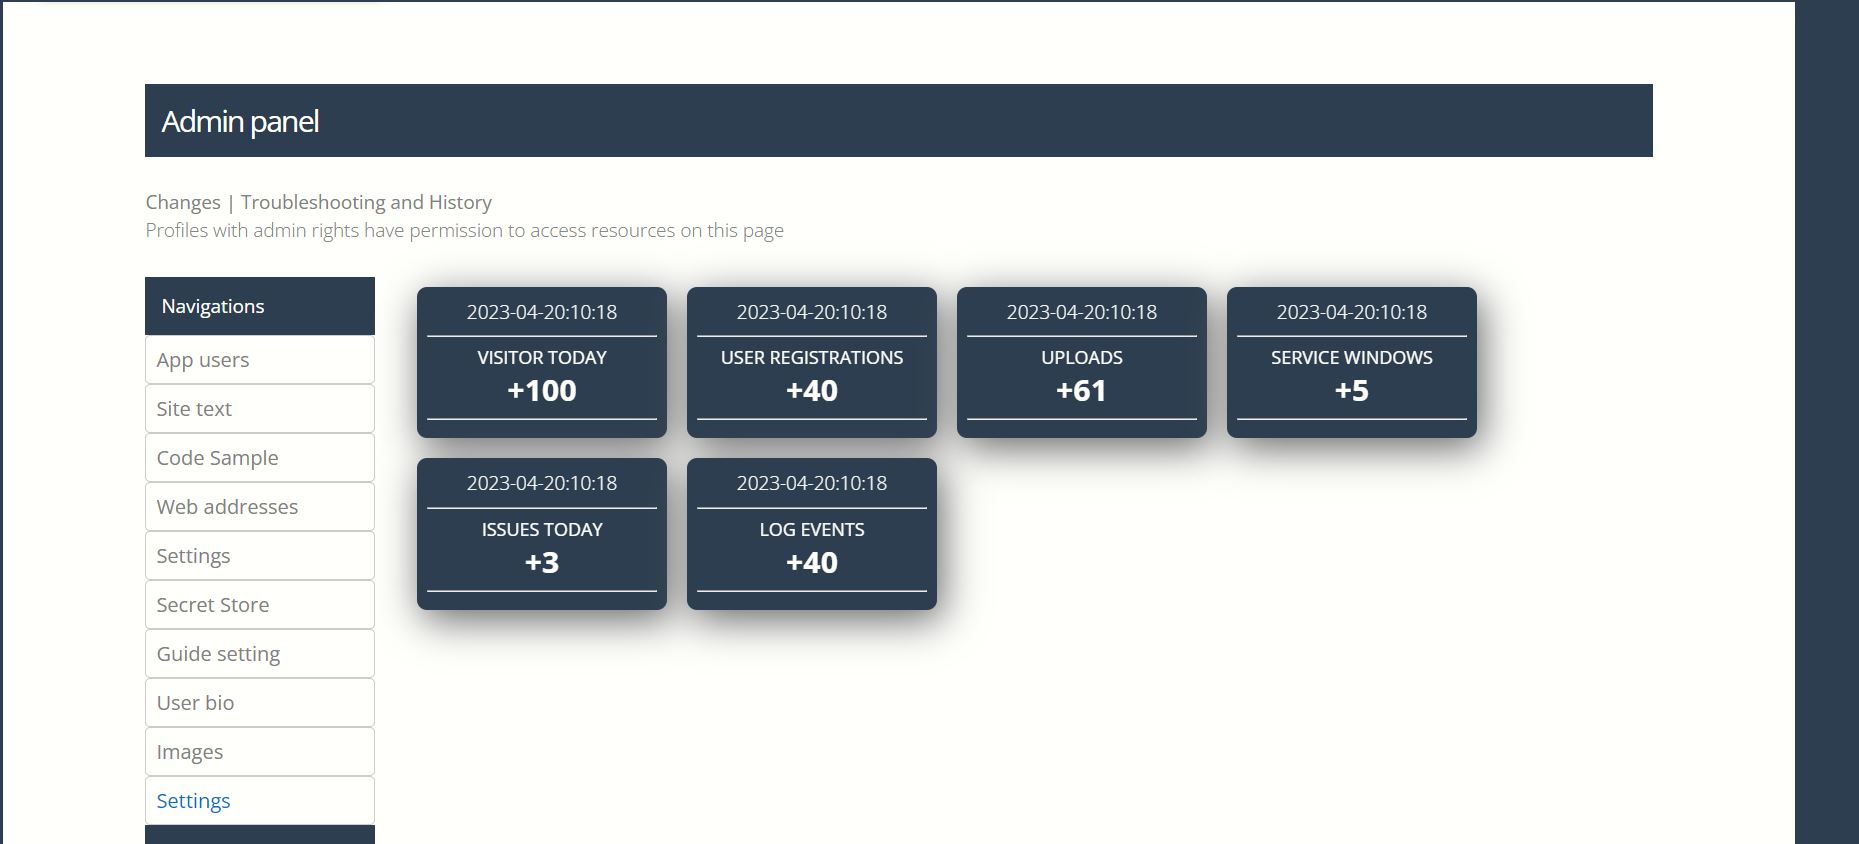 Admin panel
Changes | Troubleshooting and History
Profiles with admin rights have permission to access resources on this page
Navigations
App users
Site text
Code Sample
Web addresses
Settings
Secret Store
Guide setting
User bio
Images
Settings
2023-04-20:10:18
VISITOR TODAY
+100
2023-04-20:10:18
USER REGISTRATIONS
+40
2023-04-20:10:18
UPLOADS
+61
2023-04-20:10:18
SERVICE WINDOWS
+5
2023-04-20:10:18
ISSUES TODAY
+3
2023-04-20:10:18
LOG EVENTS
+40